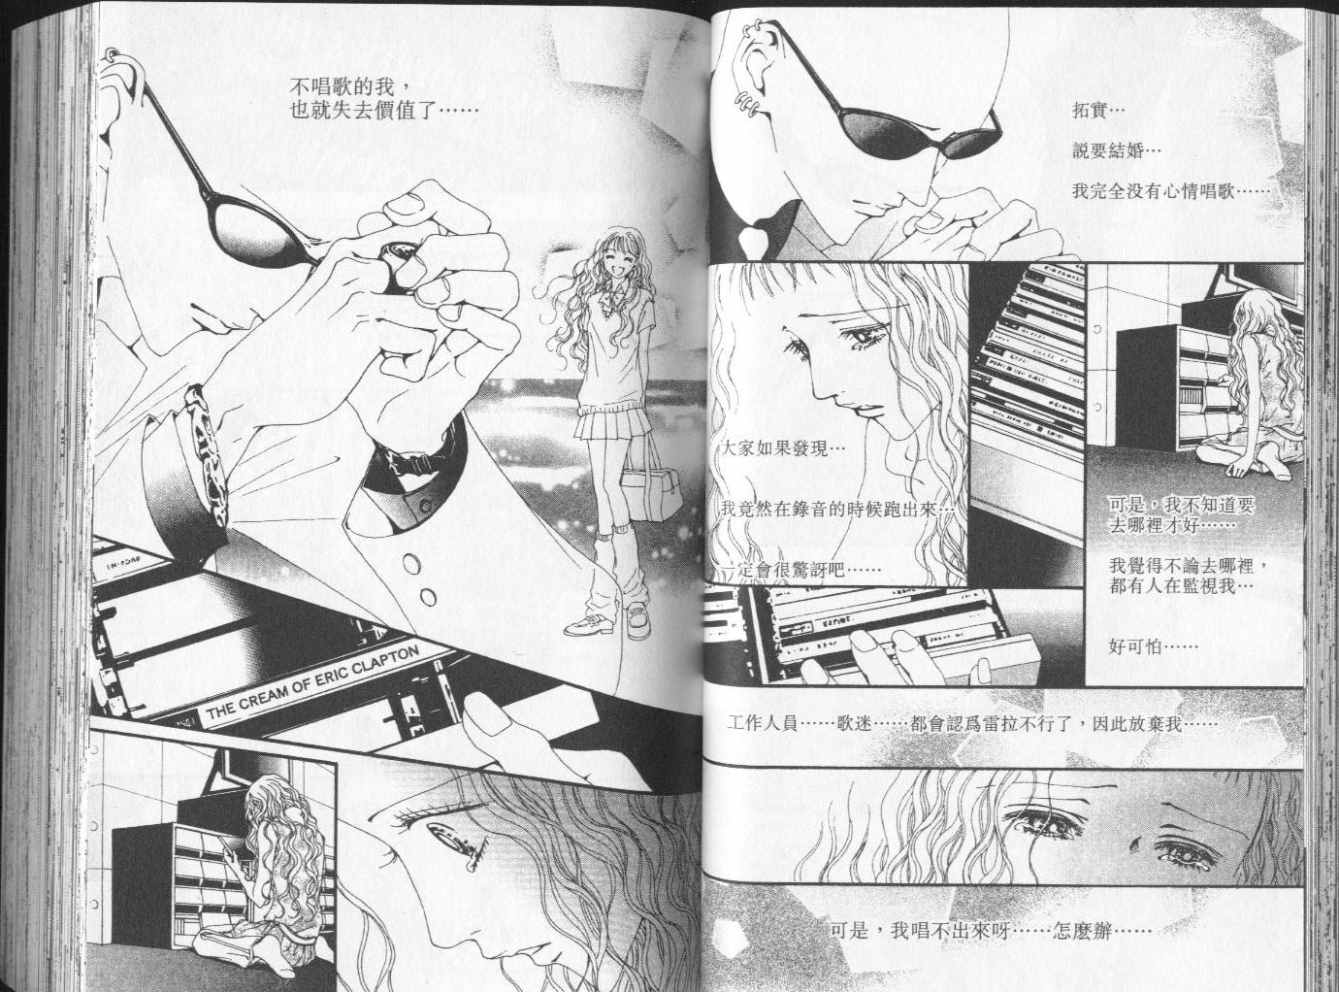 拓實…
説要結婚…
我完全没有心情唱歌……
可是，我不知道要
去哪裡才好……
我覺得不論去哪裡，
都有人在監視我…
好可怕……
大家如果發現…
我竟然在錄音的時候跑出來…
一定會很驚訝吧……
工作人員……歌迷……都會認爲雷拉不行了，因此放棄我……
可是，我唱不出來呀……怎麽辦……
不唱歌的我，
也就失去價值了……
THE CREAM OF ERIC CLAPTON